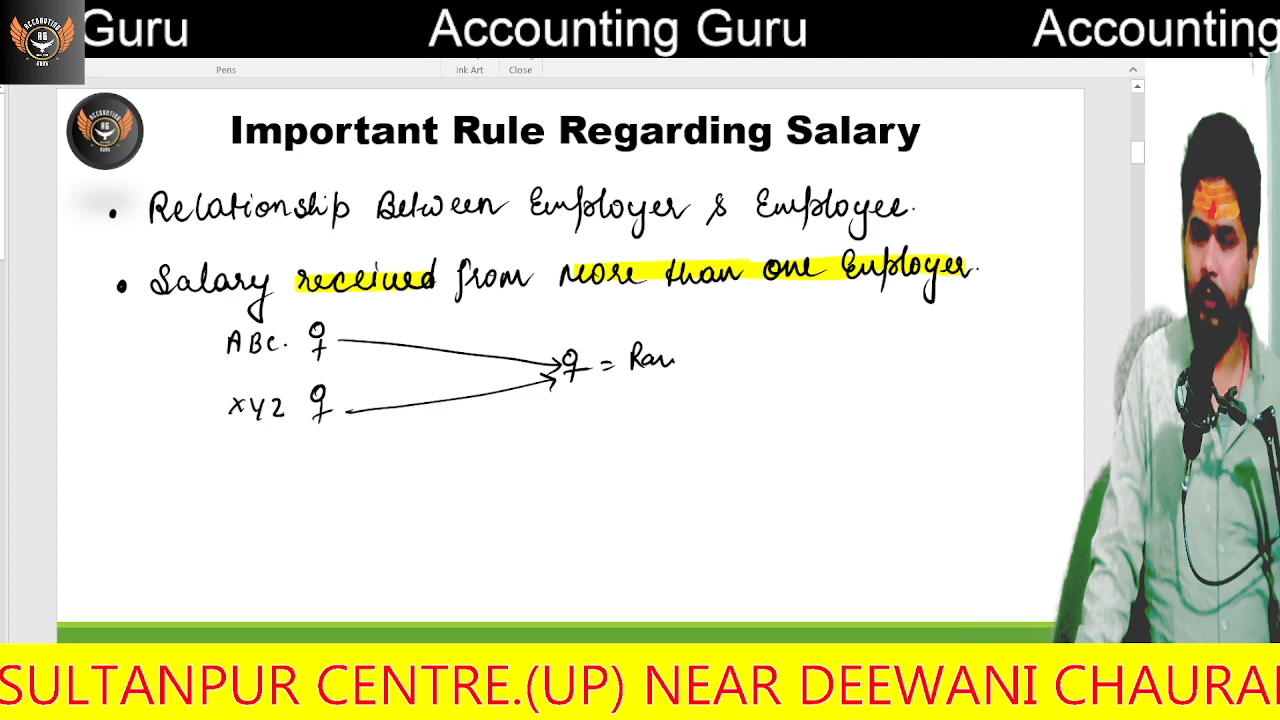 Guru Accounting Guru Accounting
Pens Ink Art Close
Important Rule Regarding Salary
• Relationship Between Employer & Employee.
• Salary received from more than one Employer.
ABC.
= Ram
XYZ
SULTANPUR CENTRE.(UP) NEAR DEEWANI CHAURAH